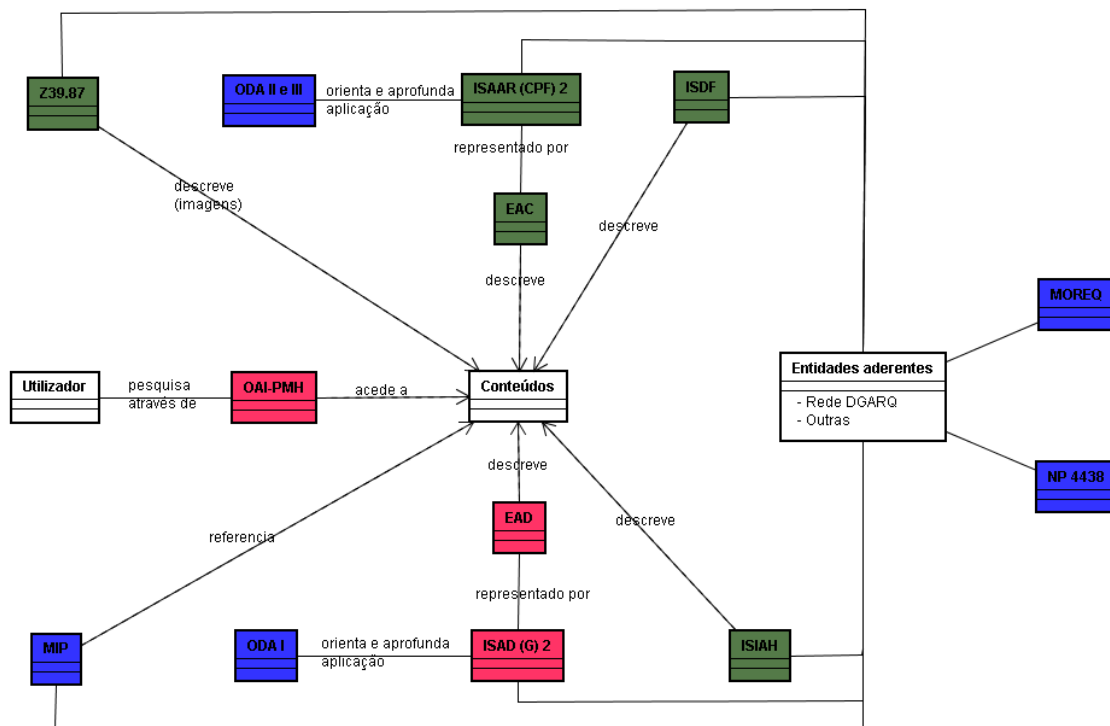 Z39.87
ODA II e III
orienta e aprofunda
aplicação
ISAAR (CPF) 2
ISDF
representado por
descreve
(imagens)
EAC
descreve
descreve
MOREQ
Utilizador
pesquisa
através de
OAI-PMH
acede a
Conteúdos
Entidades aderentes
- Rede DGARQ
- Outras
descreve
NP 4438
EAD
descreve
referencia
representado por
MIP
ODA I
orienta e aprofunda
aplicação
ISAD (G) 2
ISIAH